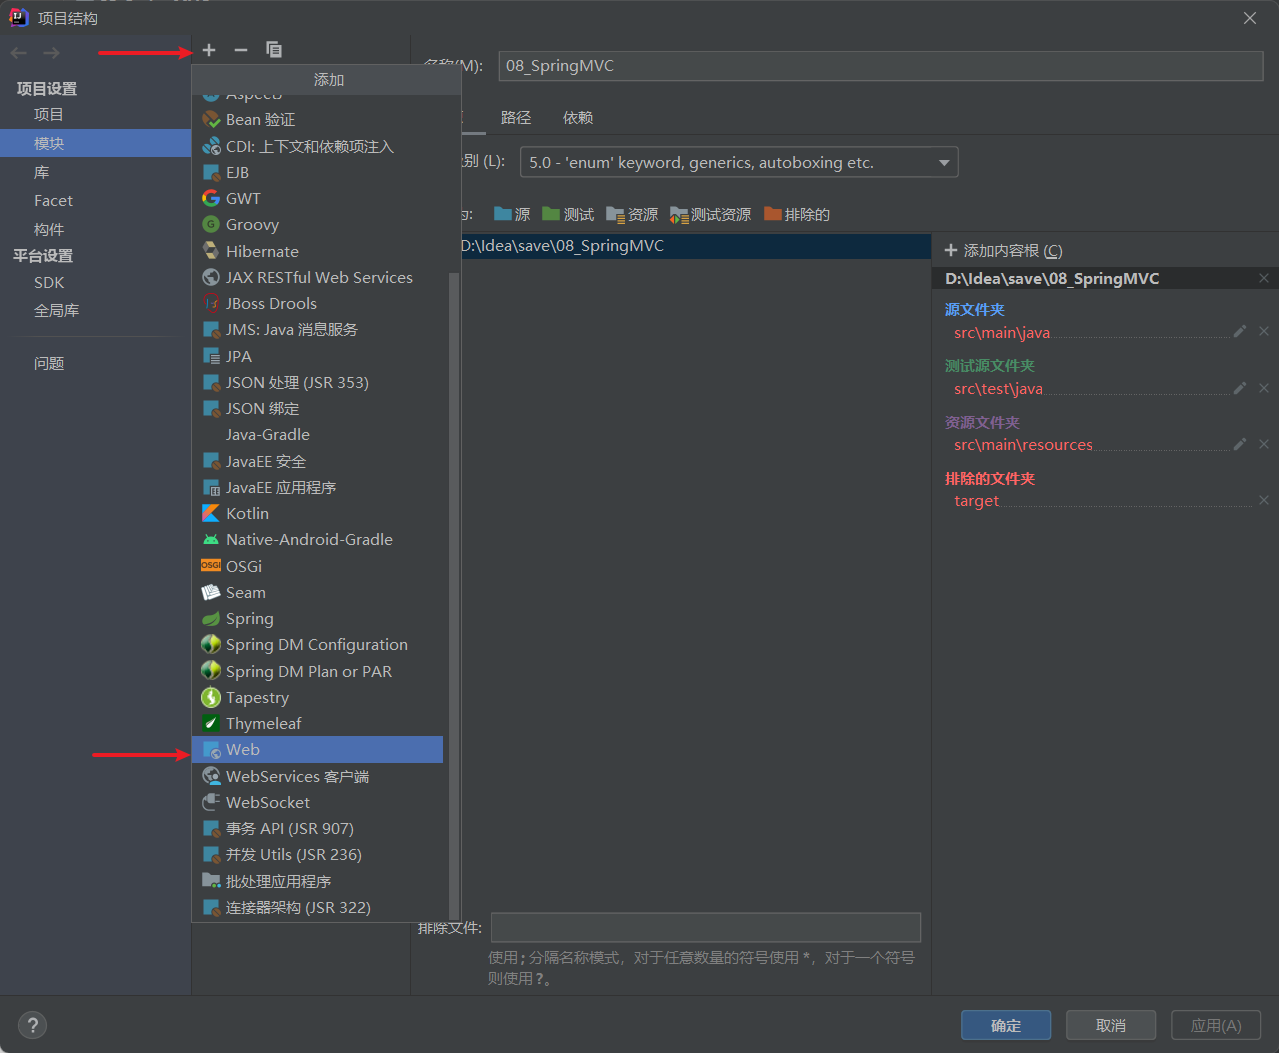 项目结构
项目设置
项目
模块
库
Facet
构件
平台设置
SDK
全局库
问题
添加
AspectJ
Bean 验证
CDI: 上下文和依赖项注入
EJB
GWT
Groovy
Hibernate
JAX RESTful Web Services
JBoss Drools
JMS: Java 消息服务
JPA
JSON 处理 (JSR 353)
JSON 绑定
Java-Gradle
JavaEE 安全
JavaEE 应用程序
Kotlin
Native-Android-Gradle
OSGi
Seam
Spring
Spring DM Configuration
Spring DM Plan or PAR
Tapestry
Thymeleaf
Web
WebServices 客户端
WebSocket
事务 API (JSR 907)
并发 Utils (JSR 236)
批处理应用程序
连接器架构 (JSR 322)
名称(M): 08_SpringMVC
路径 依赖
别 (L): 5.0 - 'enum' keyword, generics, autoboxing etc.
源 测试 资源 测试资源 排除的
D:\Idea\save\08_SpringMVC
添加内容根 (C)
D:\Idea\save\08_SpringMVC
源文件夹
src\main\java
测试源文件夹
src\test\java
资源文件夹
src\main\resources
排除的文件夹
target
排除文件:
使用 ; 分隔名称模式，对于任意数量的符号使用 *，对于一个符号
则使用 ?。
?
确定 取消 应用(A)